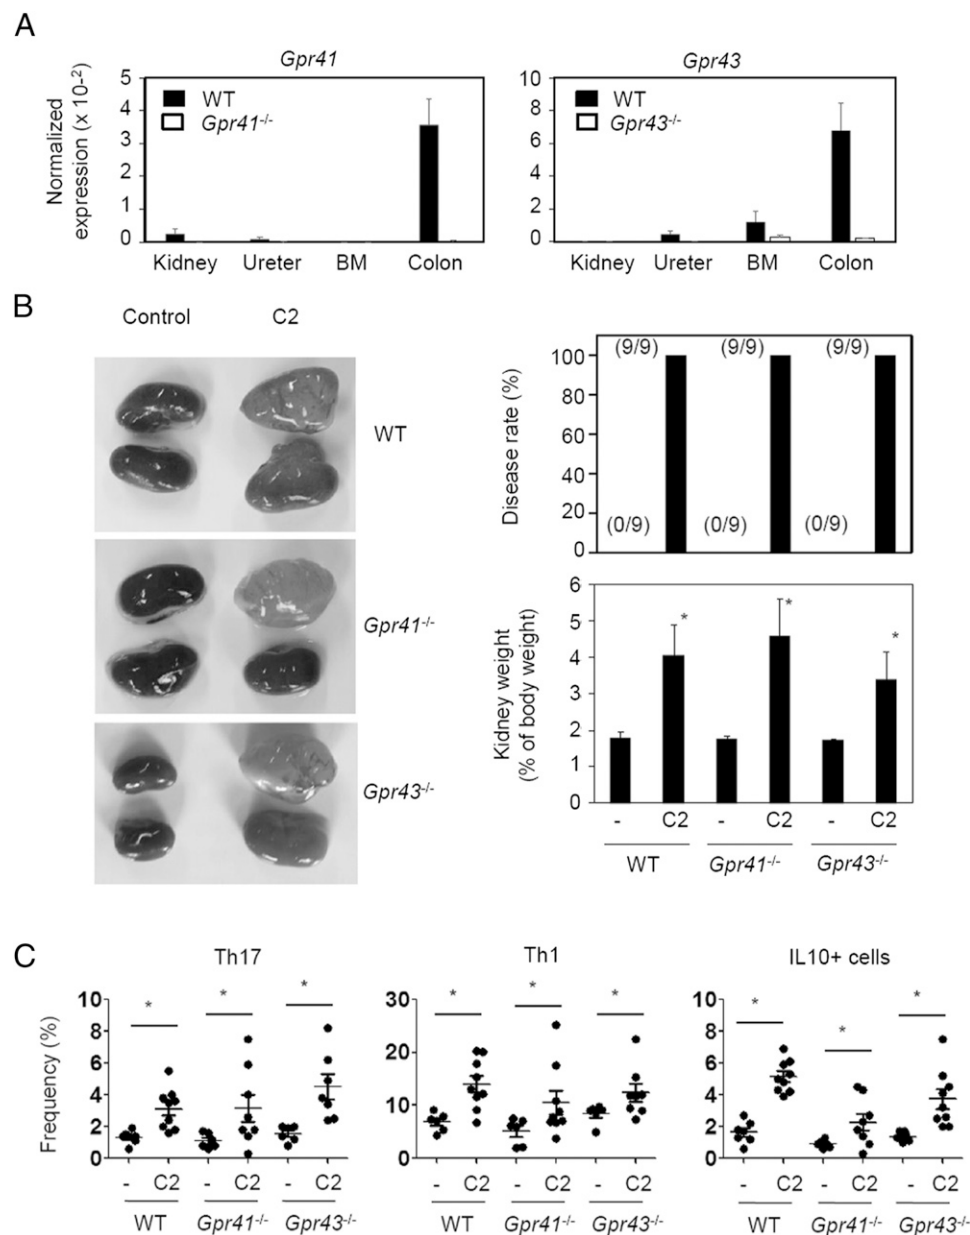 A
Gpr41
Gpr43
Normalized
expression (x 10-2)
5
4
3
2
1
0
WT
Gpr41-/-
Kidney Ureter BM Colon
10
8
6
4
2
0
WT
Gpr43-/-
Kidney Ureter BM Colon
B
Control C2
WT
Gpr41-/-
Gpr43-/-
Disease rate (%)
100
80
60
40
20
0
(9/9) (9/9) (9/9)
(0/9) (0/9) (0/9)
Kidney weight
(% of body weight)
6
5
4
3
2
1
0
* * *
- C2 - C2 - C2
WT Gpr41-/- Gpr43-/-
C
Th17
Frequency (%)
10
8
6
4
2
0
* * *
- C2 - C2 - C2
WT Gpr41-/- Gpr43-/-
Th1
30
20
10
0
* * *
- C2 - C2 - C2
WT Gpr41-/- Gpr43-/-
IL10+ cells
10
8
6
4
2
0
* * *
- C2 - C2 - C2
WT Gpr41-/- Gpr43-/-